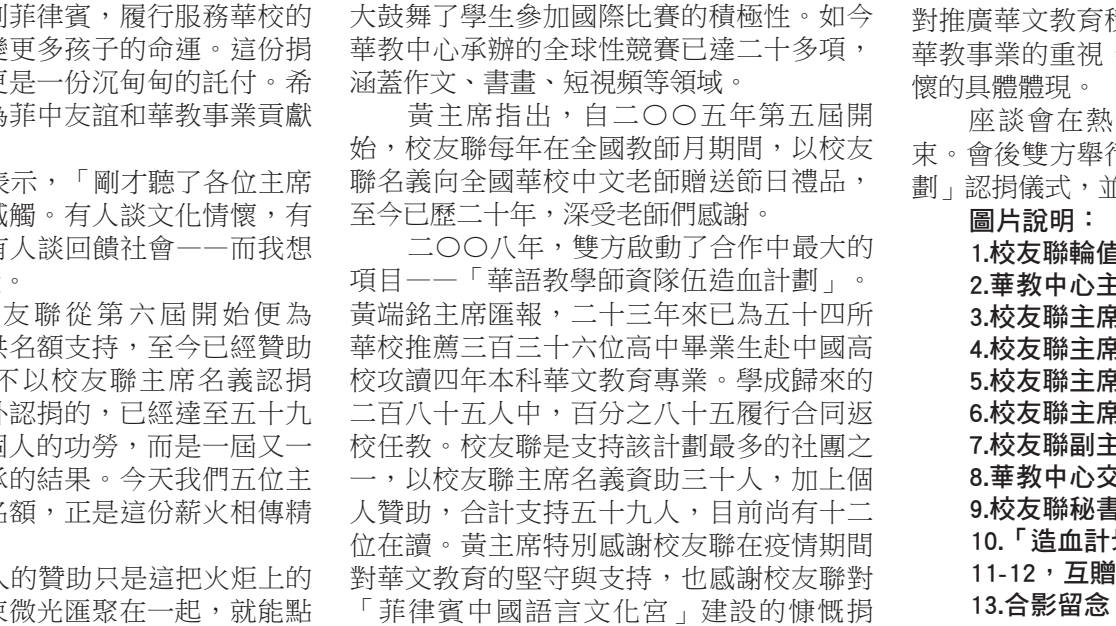 到菲律賓，履行服務華校的
變更多孩子的命運。這份捐
更是一份沉甸甸的託付。希
為菲中友誼和華教事業貢獻
表示，「剛才聽了各位主席
感觸。有人談文化情懷，有
有人談回饋社會——而我想
。
友聯從第六屆開始便為
供名額支持，至今已經贊助
不以校友聯主席名義認捐
外認捐的，已經達至五十九
個人的功勞，而是一屆又一
承的結果。今天我們五位主
名額，正是這份薪火相傳精
人的贊助只是這把火炬上的
束微光匯聚在一起，就能點
大鼓舞了學生參加國際比賽的積極性。如今
華教中心承辦的全球性競賽已達二十多項，
涵蓋作文、書畫、短視頻等領域。
黃主席指出，自二〇〇五年第五屆開
始，校友聯每年在全國教師月期間，以校友
聯名義向全國華校中文老師贈送節日禮品，
至今已歷二十年，深受老師們感謝。
二〇〇八年，雙方啟動了合作中最大的
項目——「華語教學師資隊伍造血計劃」。
黃端銘主席匯報，二十三年來已為五十四所
華校推薦三百三十六位高中畢業生赴中國高
校攻讀四年本科華文教育專業。學成歸來的
二百八十五人中，百分之八十五履行合同返
校任教。校友聯是支持該計劃最多的社團之
一，以校友聯主席名義資助三十人，加上個
人贊助，合計支持五十九人，目前尚有十二
位在讀。黃主席特別感謝校友聯在疫情期間
對華文教育的堅守與支持，也感謝校友聯對
「菲律賓中國語言文化宮」建設的慷慨捐
對推廣華文教育積
華教事業的重視，
懷的具體體現。
座談會在熱
束。會後雙方舉行
劃」認捐儀式，並
圖片說明：
1.校友聯輪值
2.華教中心主
3.校友聯主席
4.校友聯主席
5.校友聯主席
6.校友聯主席
7.校友聯副主
8.華教中心交
9.校友聯秘書
10.「造血計劃
11-12，互贈
13.合影留念